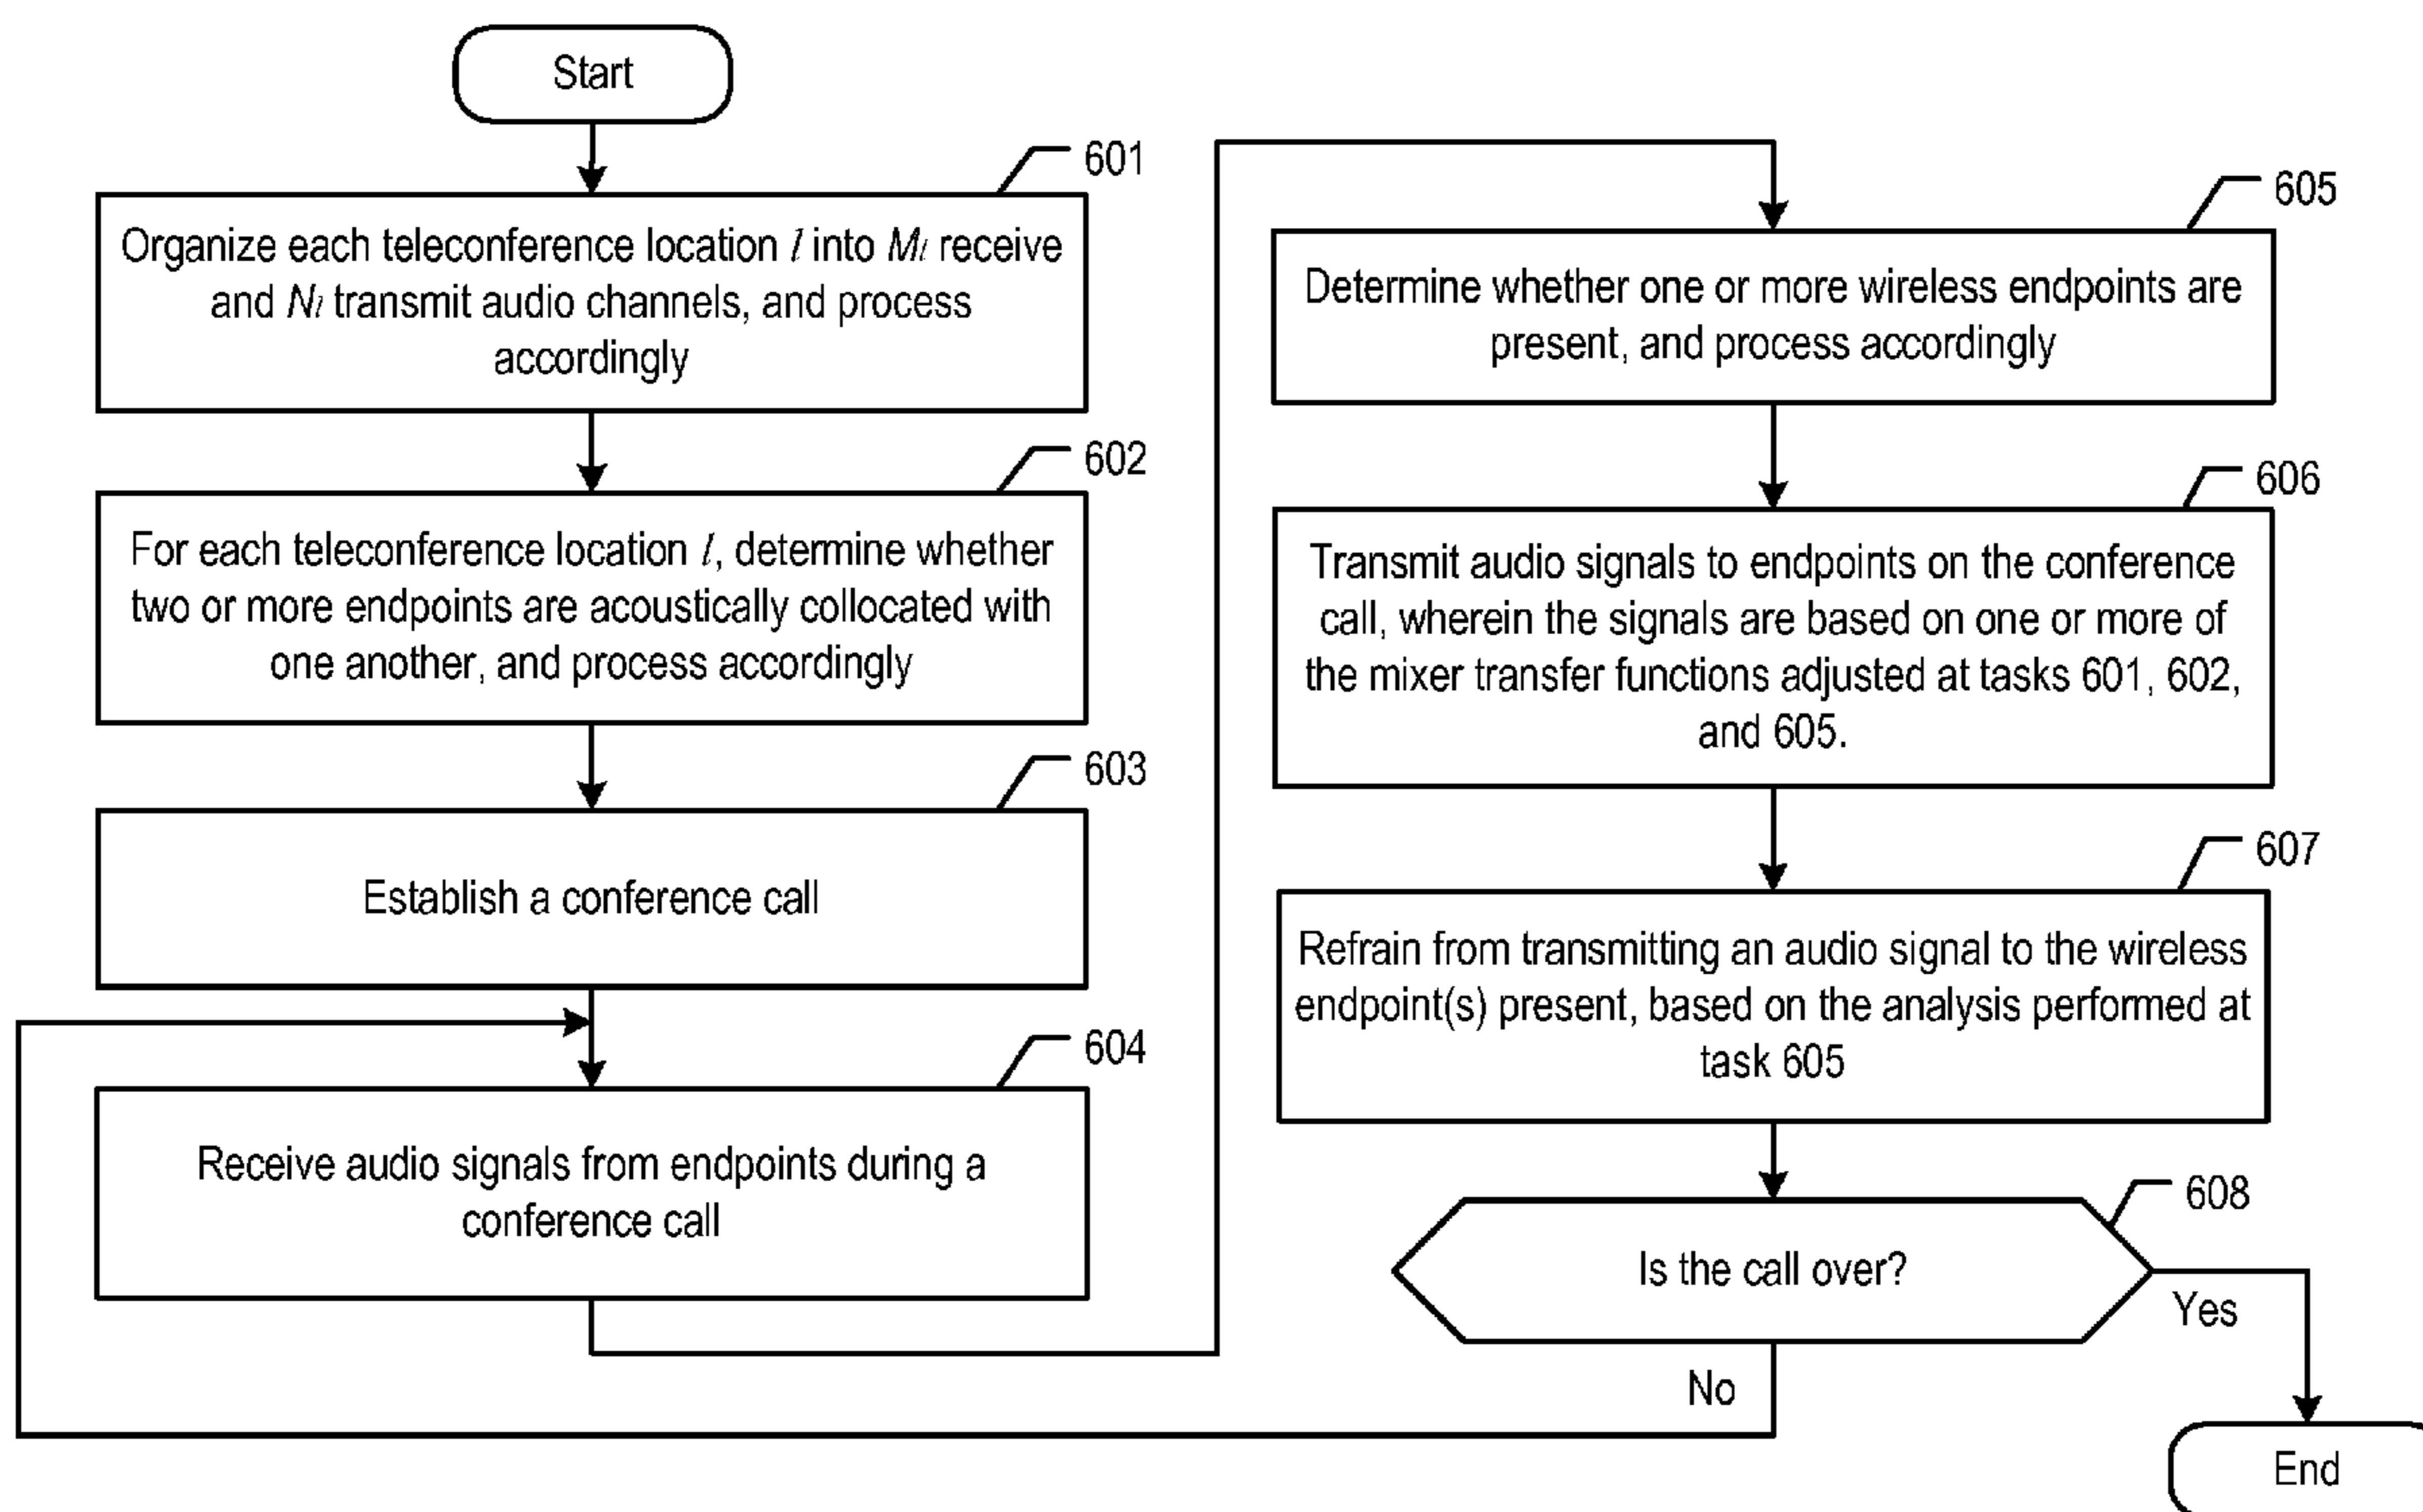 Start
601
Organize each teleconference location l into Ml receive
and Nl transmit audio channels, and process
accordingly
602
For each teleconference location l, determine whether
two or more endpoints are acoustically collocated with
one another, and process accordingly
603
Establish a conference call
604
Receive audio signals from endpoints during a
conference call
605
Determine whether one or more wireless endpoints are
present, and process accordingly
606
Transmit audio signals to endpoints on the conference
call, wherein the signals are based on one or more of
the mixer transfer functions adjusted at tasks 601, 602,
and 605.
607
Refrain from transmitting an audio signal to the wireless
endpoint(s) present, based on the analysis performed at
task 605
608
Is the call over?
Yes
No
End